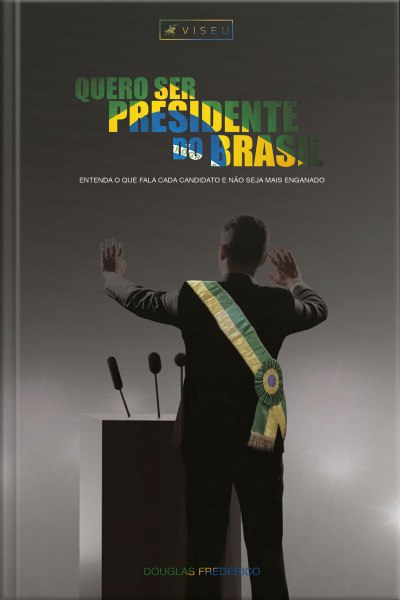 VISEU
QUERO SER
PRESIDENTE
DO BRASIL
ENTENDA O QUE FALA CADA CANDIDATO E NÃO SEJA MAIS ENGANADO
DOUGLAS FREDERICO